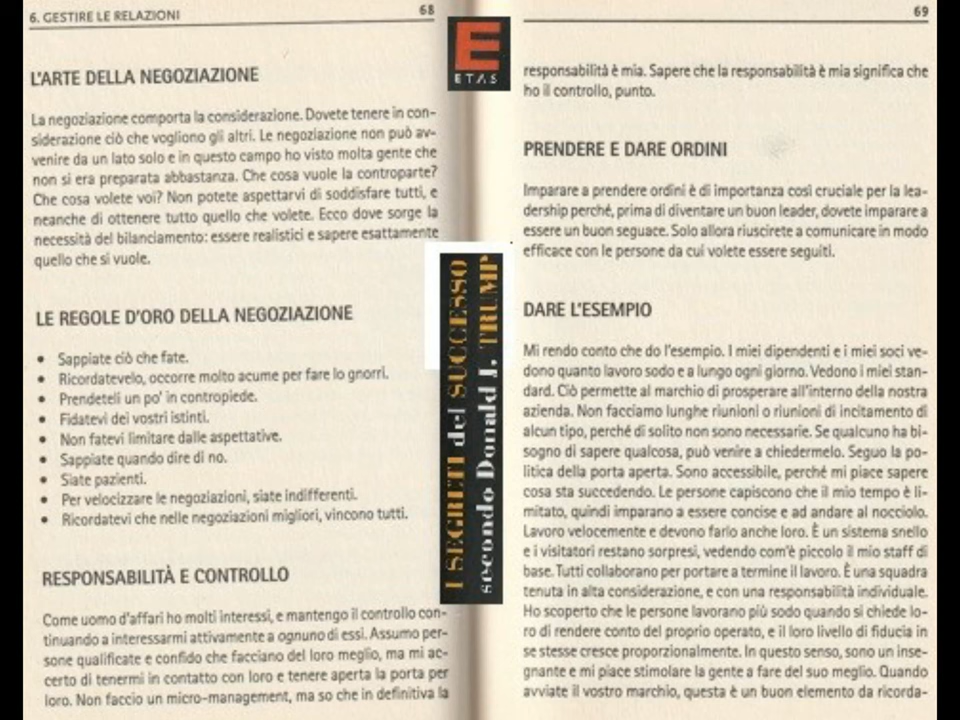 6. GESTIRE LE RELAZIONI
68
L'ARTE DELLA NEGOZIAZIONE
La negoziazione comporta la considerazione. Dovete tenere in con-
siderazione ciò che vogliono gli altri. Le negoziazione non può av-
venire da un lato solo e in questo campo ho visto molta gente che
non si era preparata abbastanza. Che cosa vuole la controparte?
Che cosa volete voi? Non potete aspettarvi di soddisfare tutti, e
neanche di ottenere tutto quello che volete. Ecco dove sorge la
necessità del bilanciamento: essere realistici e sapere esattamente
quello che si vuole.
LE REGOLE D'ORO DELLA NEGOZIAZIONE
• Sappiate ciò che fate.
• Ricordatevelo, occorre molto acume per fare lo gnorri.
• Prendeteli un po' in contropiede.
• Fidatevi dei vostri istinti.
• Non fatevi limitare dalle aspettative.
• Sappiate quando dire di no.
• Siate pazienti.
• Per velocizzare le negoziazioni, siate indifferenti.
• Ricordatevi che nelle negoziazioni migliori, vincono tutti.
RESPONSABILITÀ E CONTROLLO
Come uomo d'affari ho molti interessi, e mantengo il controllo con-
tinuando a interessarmi attivamente a ognuno di essi. Assumo per-
sone qualificate e confido che facciano del loro meglio, ma mi ac-
certo di tenermi in contatto con loro e tenere aperta la porta per
loro. Non faccio un micro-management, ma so che in definitiva la
E
ETAS
I SEGRETI del SUCCESSO
secondo Donald J. TRUMP
69
responsabilità è mia. Sapere che la responsabilità è mia significa che
ho il controllo, punto.
PRENDERE E DARE ORDINI
Imparare a prendere ordini è di importanza così cruciale per la lea-
dership perché, prima di diventare un buon leader, dovete imparare a
essere un buon seguace. Solo allora riuscirete a comunicare in modo
efficace con le persone da cui volete essere seguiti.
DARE L'ESEMPIO
Mi rendo conto che do l'esempio. I miei dipendenti e i miei soci ve-
dono quanto lavoro sodo e a lungo ogni giorno. Vedono i miei stan-
dard. Ciò permette al marchio di prosperare all'interno della nostra
azienda. Non facciamo lunghe riunioni o riunioni di incitamento di
alcun tipo, perché di solito non sono necessarie. Se qualcuno ha bi-
sogno di sapere qualcosa, può venire a chiedermelo. Seguo la po-
litica della porta aperta. Sono accessibile, perché mi piace sapere
cosa sta succedendo. Le persone capiscono che il mio tempo è li-
mitato, quindi imparano a essere concise e ad andare al nocciolo.
Lavoro velocemente e devono farlo anche loro. È un sistema snello
e i visitatori restano sorpresi, vedendo com'è piccolo il mio staff di
base. Tutti collaborano per portare a termine il lavoro. È una squadra
tenuta in alta considerazione, e con una responsabilità individuale.
Ho scoperto che le persone lavorano più sodo quando si chiede lo-
ro di rendere conto del proprio operato, e il loro livello di fiducia in
se stesse cresce proporzionalmente. In questo senso, sono un inse-
gnante e mi piace stimolare la gente a fare del suo meglio. Quando
avviate il vostro marchio, questa è un buon elemento da ricorda-